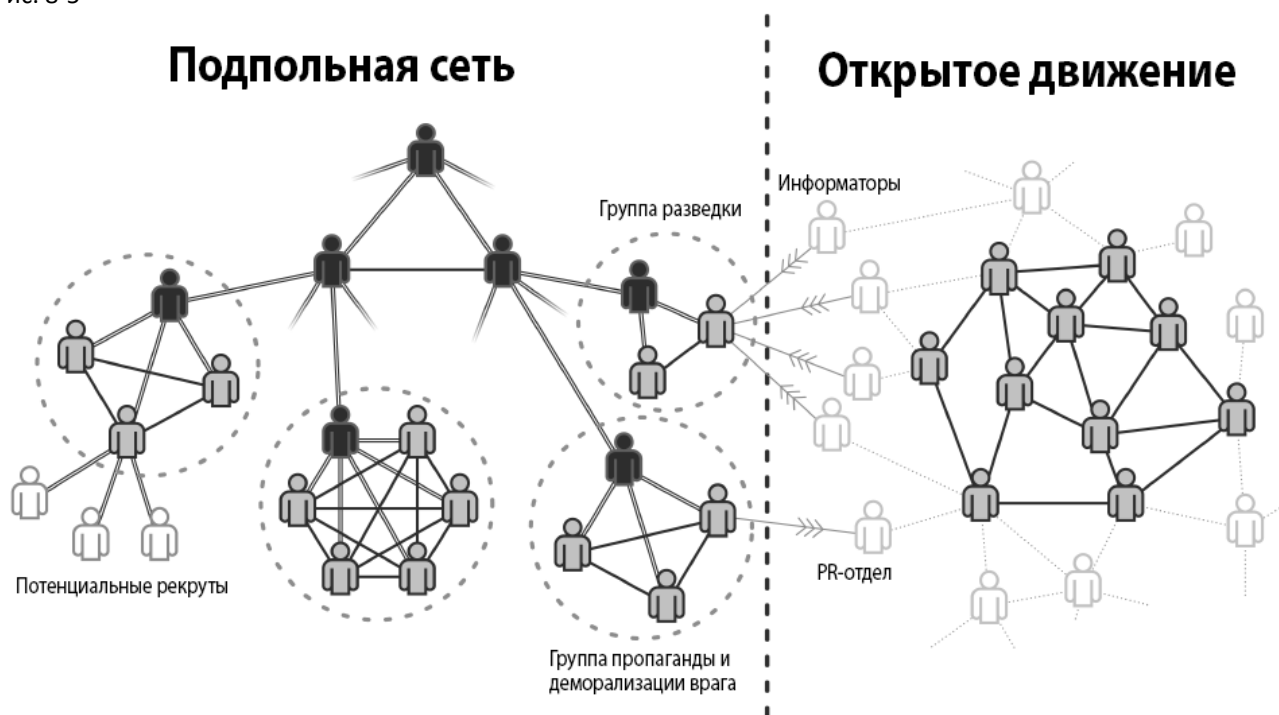 Подпольная сеть
Открытое движение
Информаторы
Группа разведки
Потенциальные рекруты
PR-отдел
Группа пропаганды и
деморализации врага